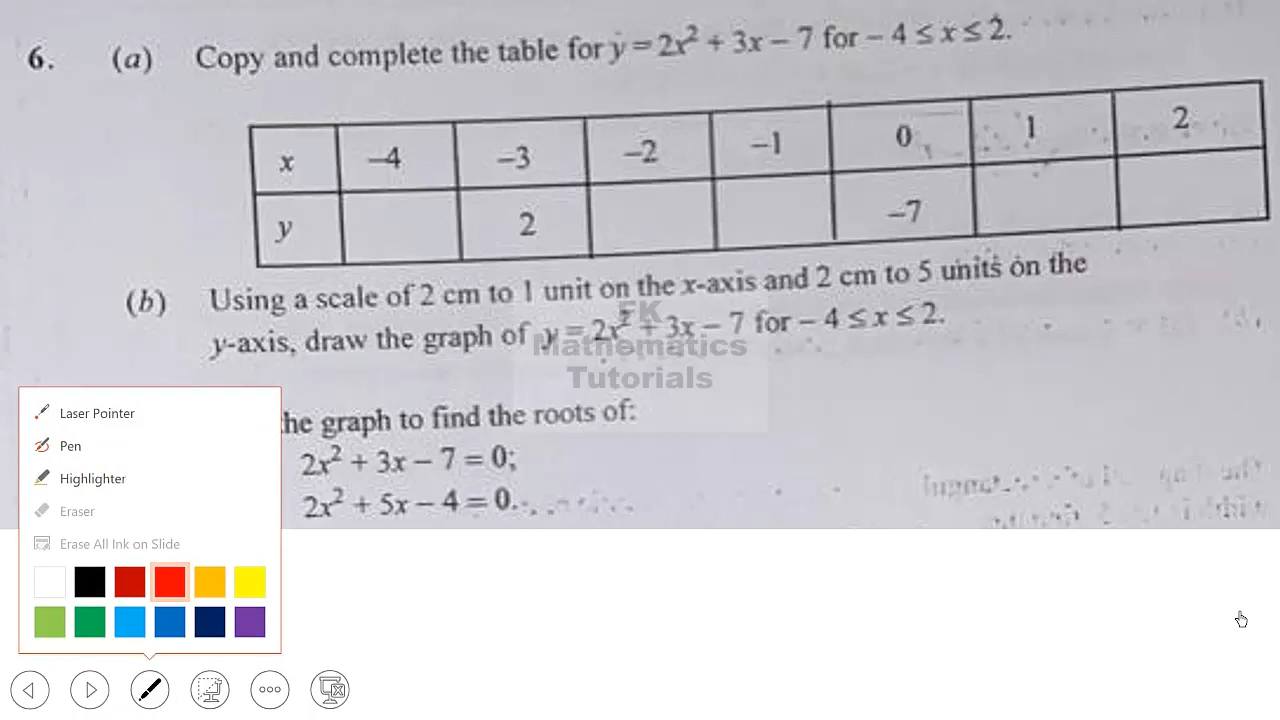 6. (a) Copy and complete the table for y = 2x² + 3x – 7 for – 4 ≤ x ≤ 2.
x –4 –3 –2 –1 0 1 2
y 2 –7
(b) Using a scale of 2 cm to 1 unit on the x-axis and 2 cm to 5 units on the
y-axis, draw the graph of y = 2x² + 3x – 7 for – 4 ≤ x ≤ 2.
FK
Mathematics
Tutorials
the graph to find the roots of:
2x² + 3x – 7 = 0;
2x² + 5x – 4 = 0.
Laser Pointer
Pen
Highlighter
Eraser
Erase All Ink on Slide